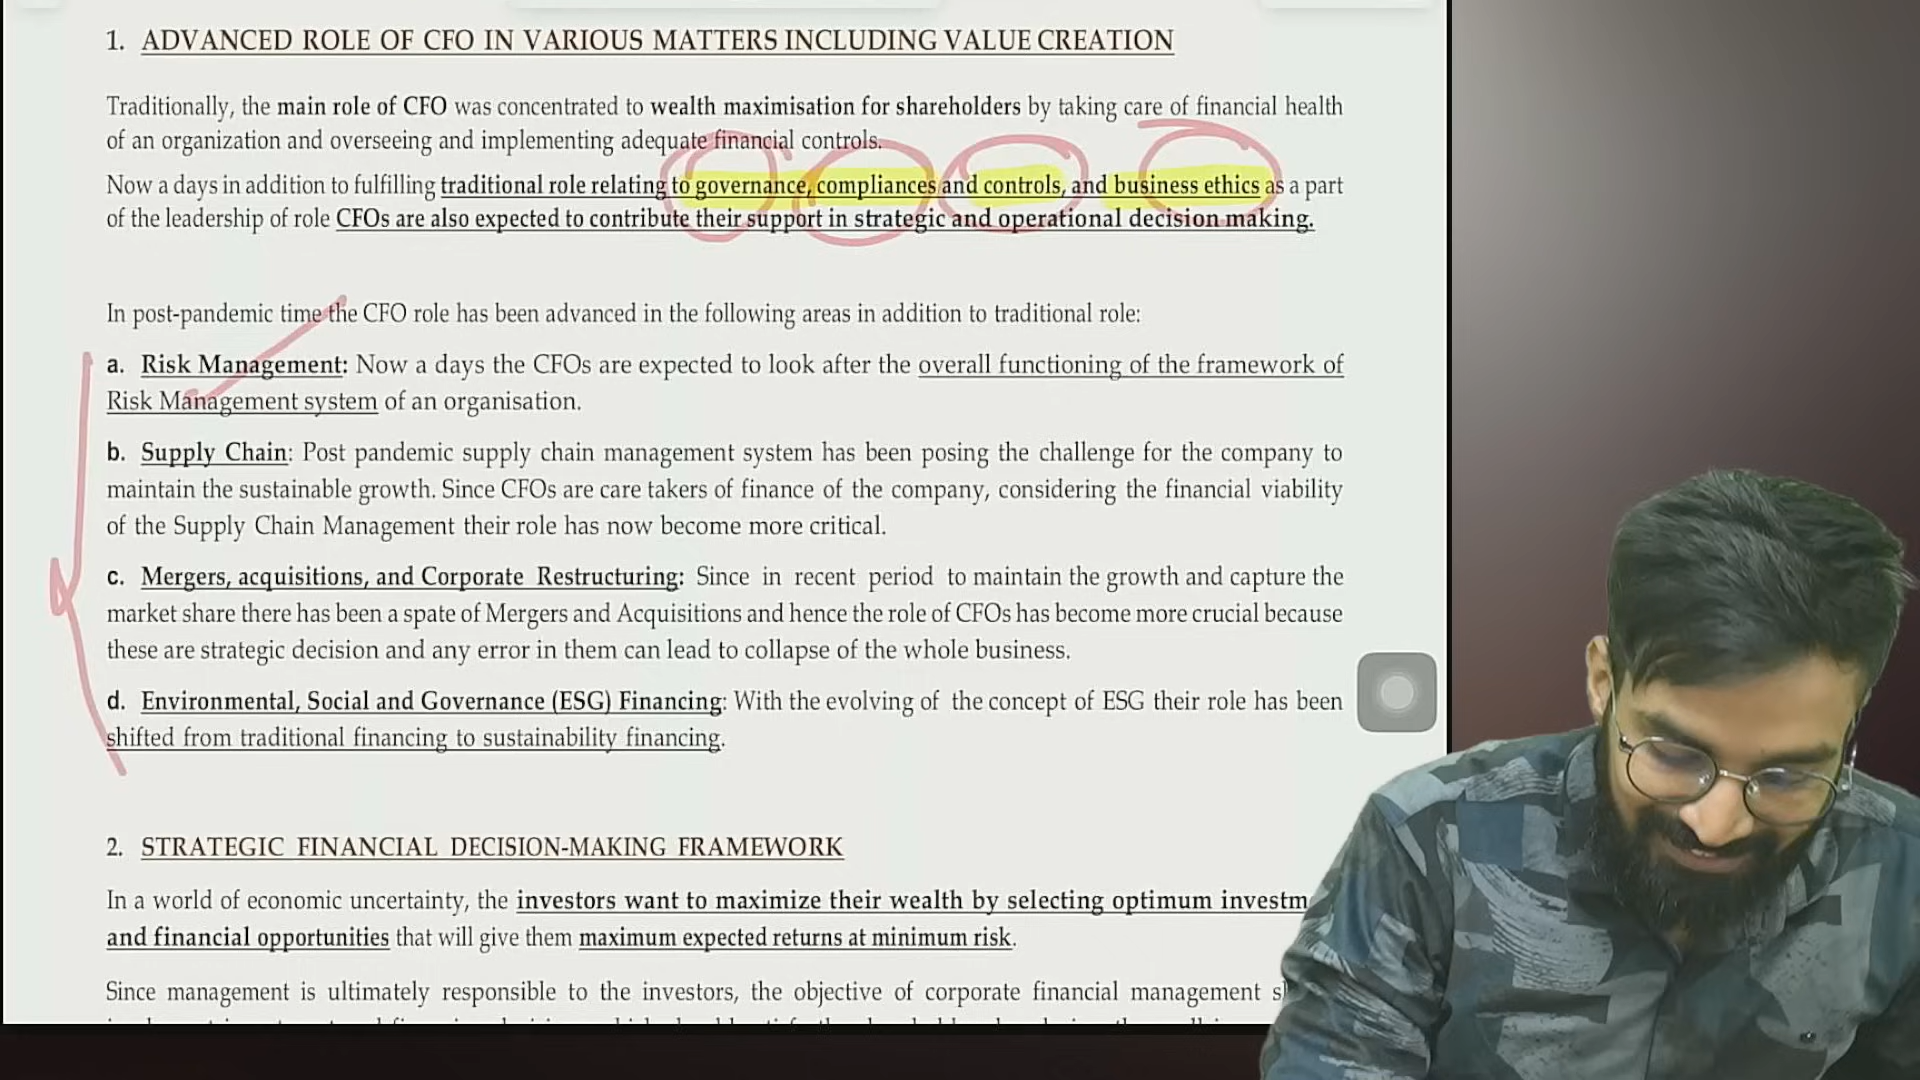 1. ADVANCED ROLE OF CFO IN VARIOUS MATTERS INCLUDING VALUE CREATION
Traditionally, the main role of CFO was concentrated to wealth maximisation for shareholders by taking care of financial health
of an organization and overseeing and implementing adequate financial controls.
Now a days in addition to fulfilling traditional role relating to governance, compliances and controls, and business ethics as a part
of the leadership of role CFOs are also expected to contribute their support in strategic and operational decision making.
In post-pandemic time the CFO role has been advanced in the following areas in addition to traditional role:
a. Risk Management: Now a days the CFOs are expected to look after the overall functioning of the framework of
Risk Management system of an organisation.
b. Supply Chain: Post pandemic supply chain management system has been posing the challenge for the company to
maintain the sustainable growth. Since CFOs are care takers of finance of the company, considering the financial viability
of the Supply Chain Management their role has now become more critical.
c. Mergers, acquisitions, and Corporate Restructuring: Since in recent period to maintain the growth and capture the
market share there has been a spate of Mergers and Acquisitions and hence the role of CFOs has become more crucial because
these are strategic decision and any error in them can lead to collapse of the whole business.
d. Environmental, Social and Governance (ESG) Financing: With the evolving of the concept of ESG their role has been
shifted from traditional financing to sustainability financing.
2. STRATEGIC FINANCIAL DECISION-MAKING FRAMEWORK
In a world of economic uncertainty, the investors want to maximize their wealth by selecting optimum investm
and financial opportunities that will give them maximum expected returns at minimum risk.
Since management is ultimately responsible to the investors, the objective of corporate financial management